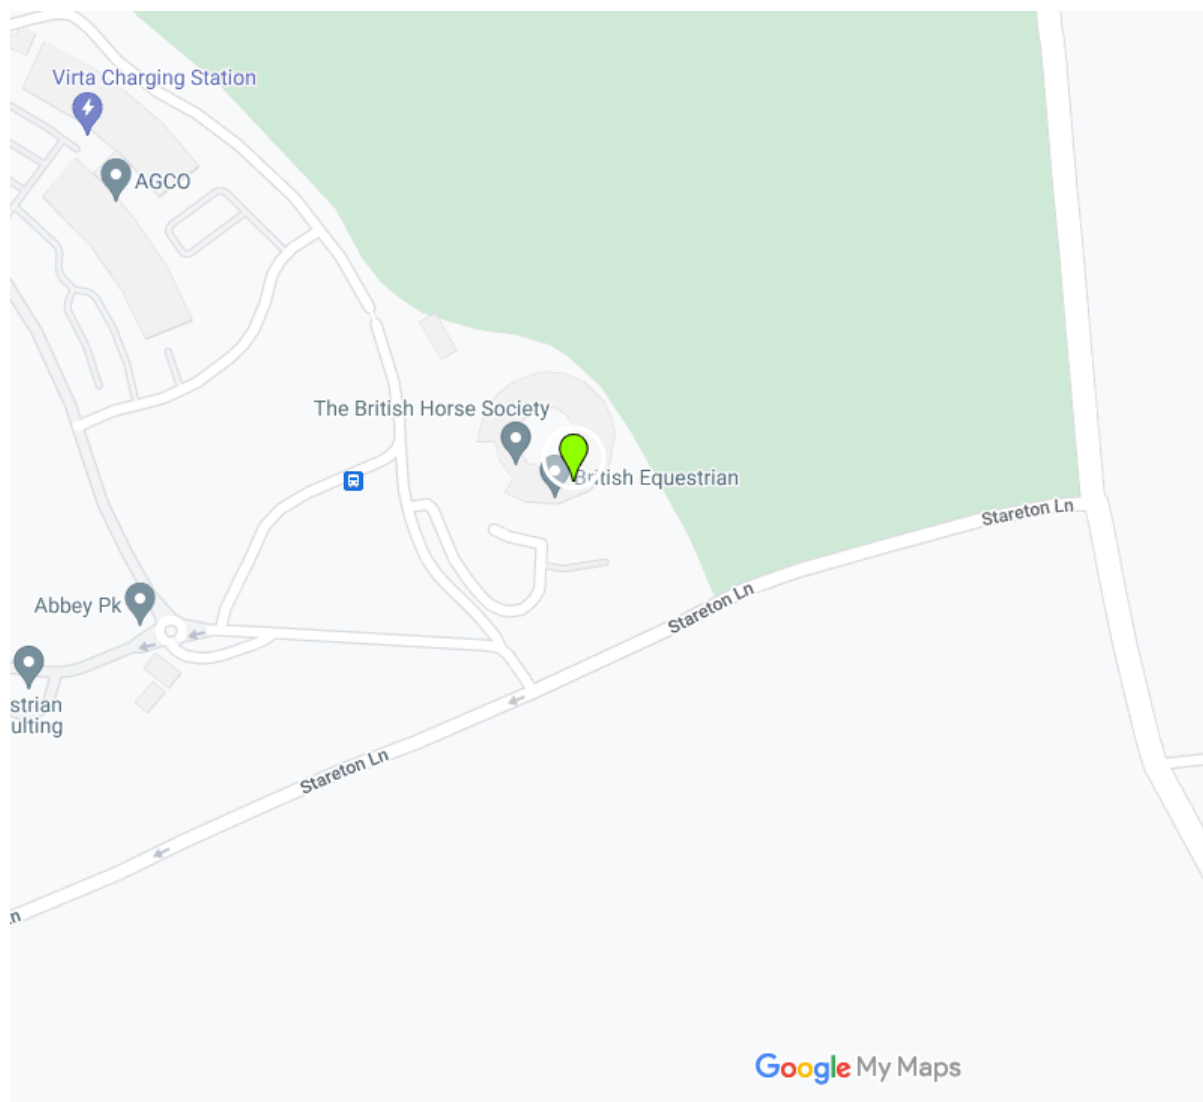 Virta Charging Station
AGCO
The British Horse Society
British Equestrian
Stareton Ln
Abbey Pk
Stareton Ln
strian
ulting
Stareton Ln
n
Google My Maps